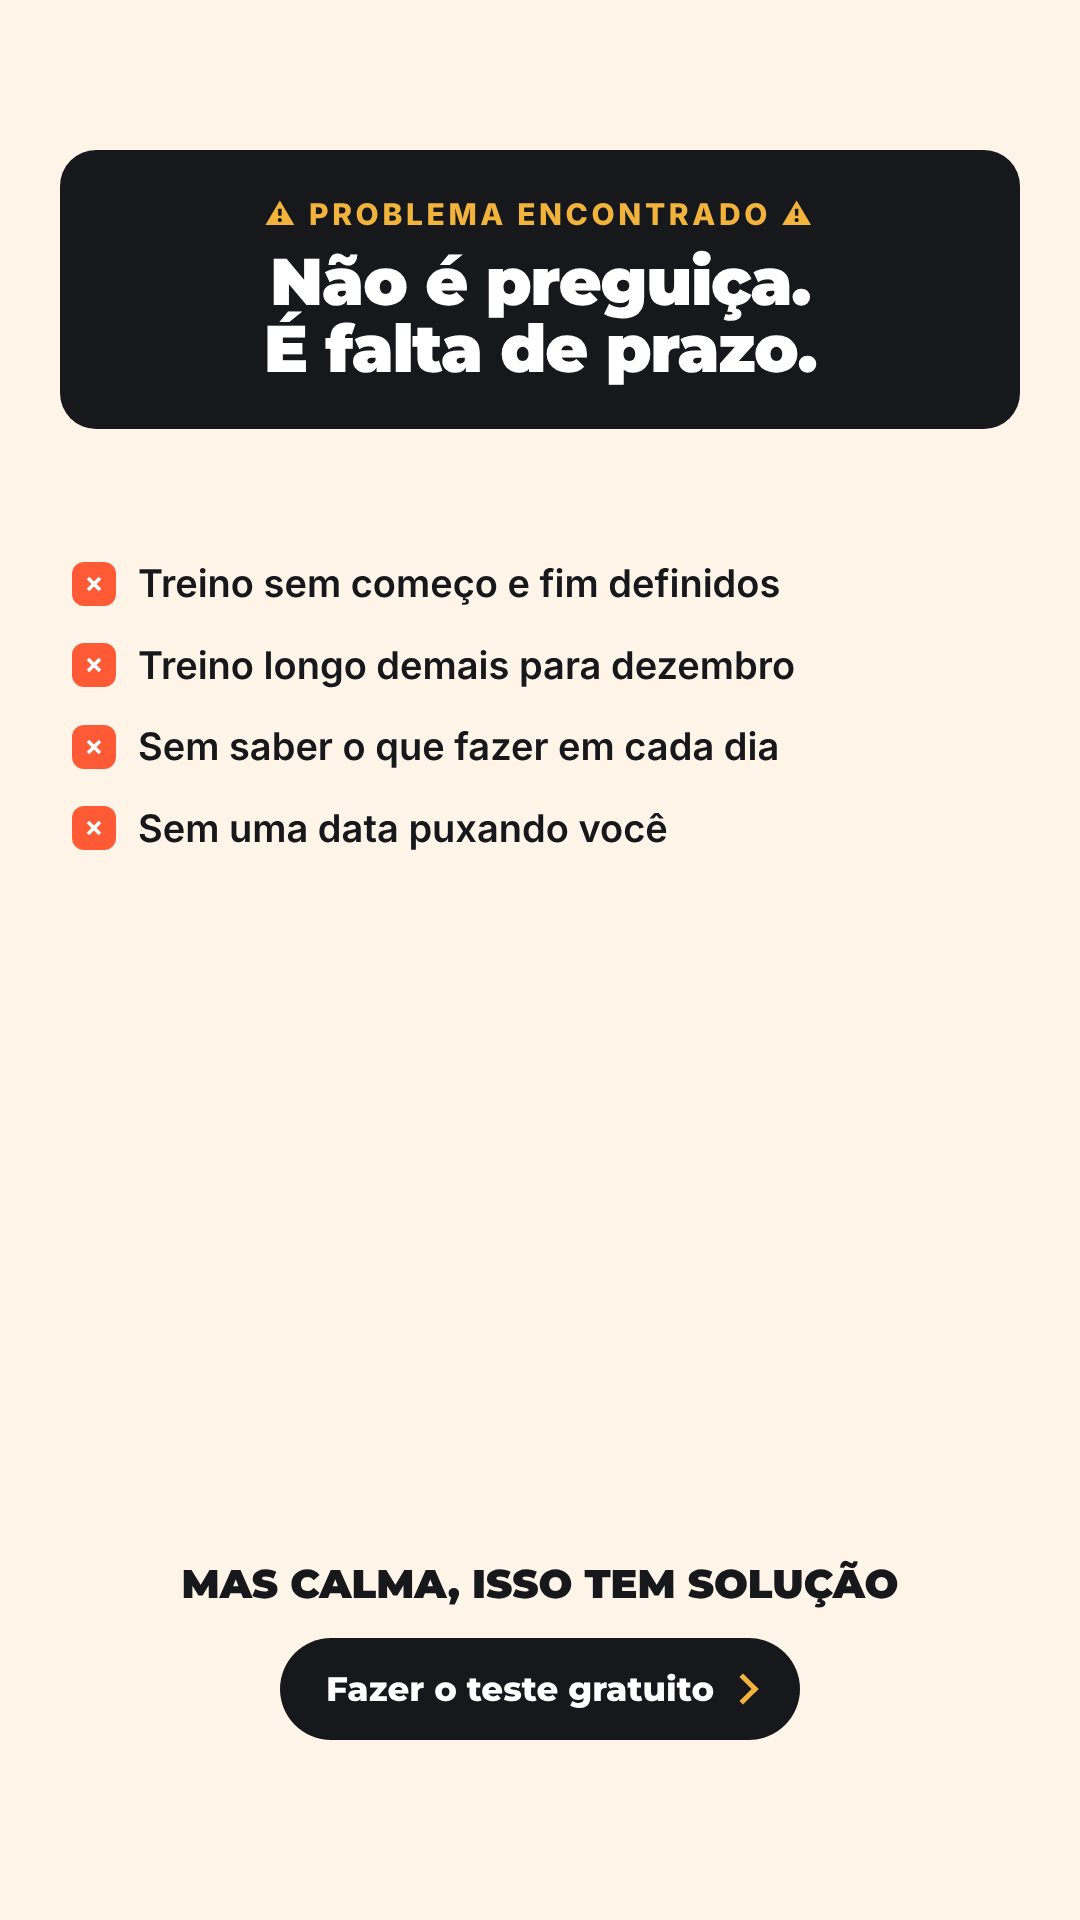 ⚠ PROBLEMA ENCONTRADO ⚠
Não é preguiça.
É falta de prazo.
Treino sem começo e fim definidos
Treino longo demais para dezembro
Sem saber o que fazer em cada dia
Sem uma data puxando você
MAS CALMA, ISSO TEM SOLUÇÃO
Fazer o teste gratuito